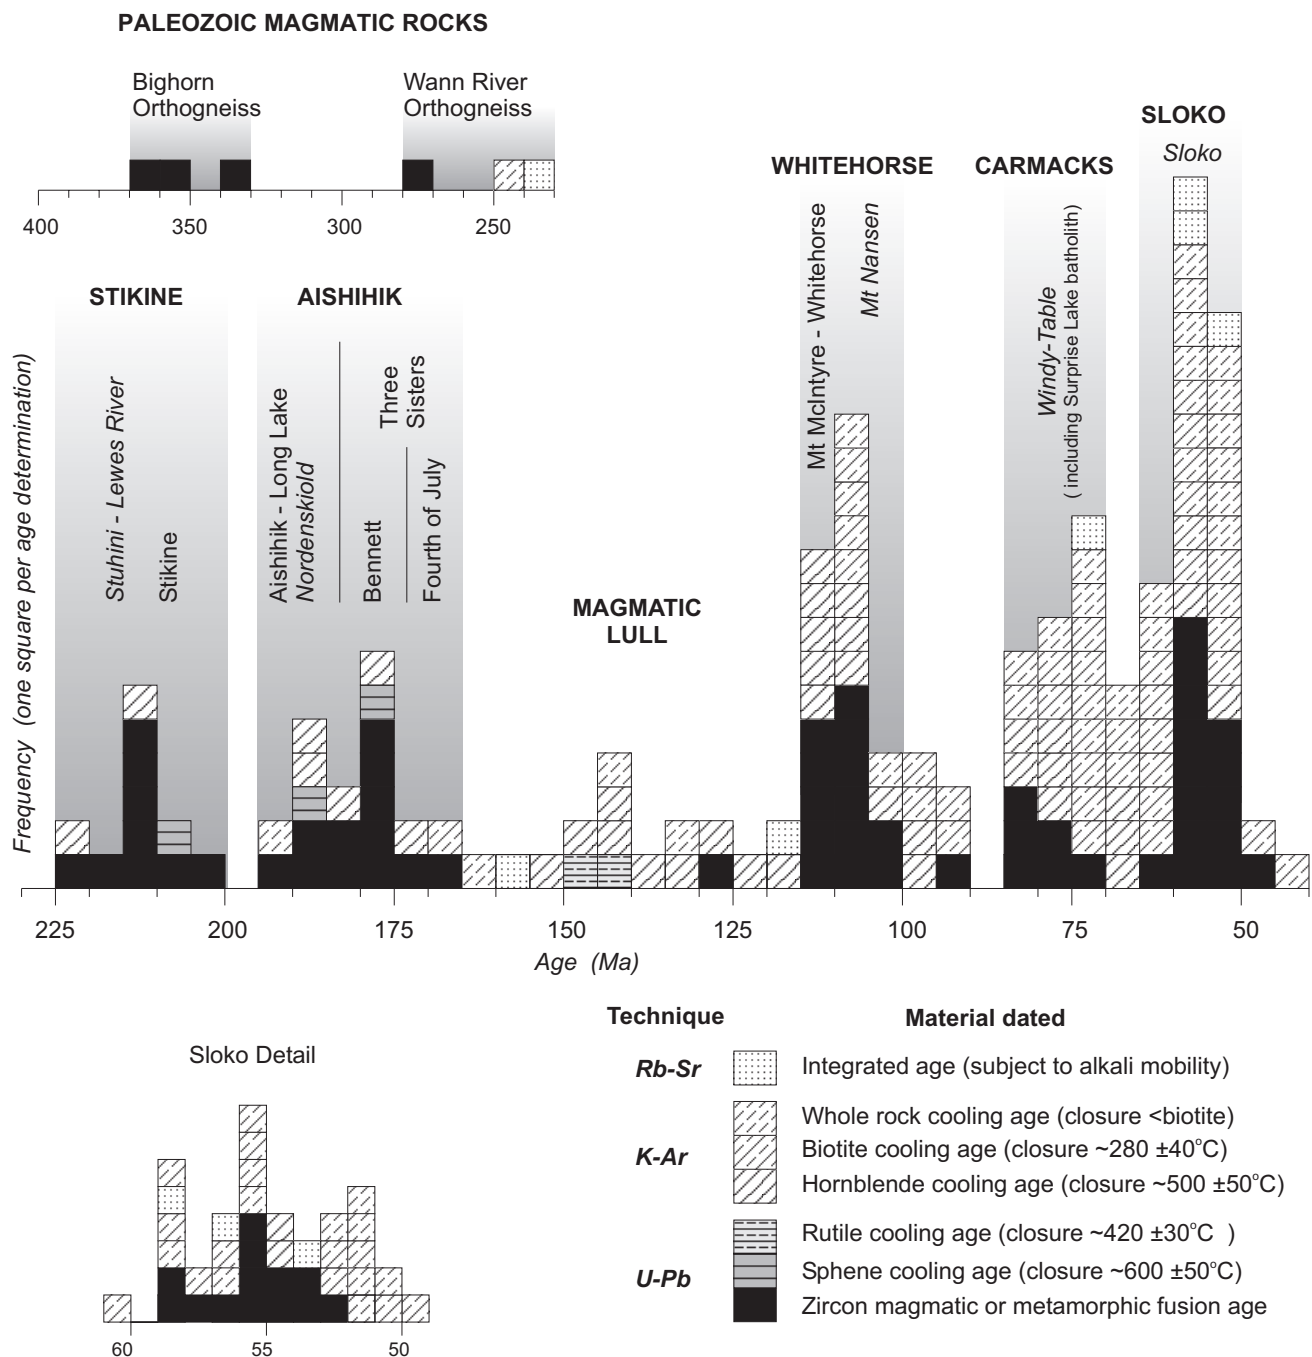 PALEOZOIC MAGMATIC ROCKS
Bighorn
Orthogneiss
Wann River
Orthogneiss
400
350
300
250
SLOKO
Sloko
WHITEHORSE
CARMACKS
Mt McIntyre - Whitehorse
Mt Nansen
Windy-Table
( including Surprise Lake batholith)
STIKINE
AISHIHIK
Stuhini - Lewes River
Stikine
Aishihik - Long Lake
Nordenskiold
Bennett
Three
Sisters
Fourth of July
MAGMATIC
LULL
Frequency (one square per age determination)
225
200
175
150
125
100
75
50
Age (Ma)
Sloko Detail
60
55
50
Technique
Material dated
Rb-Sr
Integrated age (subject to alkali mobility)
K-Ar
Whole rock cooling age (closure <biotite)
Biotite cooling age (closure ~280 ±40°C)
Hornblende cooling age (closure ~500 ±50°C)
U-Pb
Rutile cooling age (closure ~420 ±30°C )
Sphene cooling age (closure ~600 ±50°C)
Zircon magmatic or metamorphic fusion age